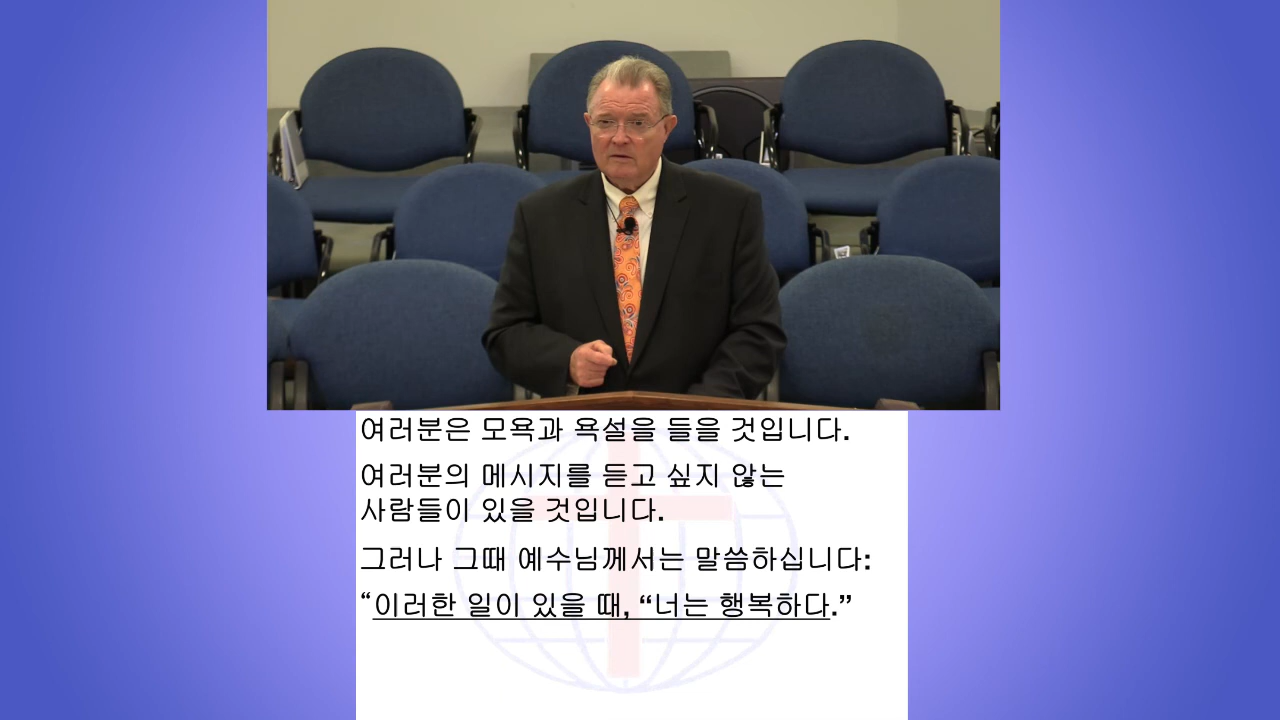 여러분은 모욕과 욕설을 들을 것입니다.
여러분의 메시지를 듣고 싶지 않는
사람들이 있을 것입니다.
그러나 그때 예수님께서는 말씀하십니다:
“이러한 일이 있을 때, “너는 행복하다.”